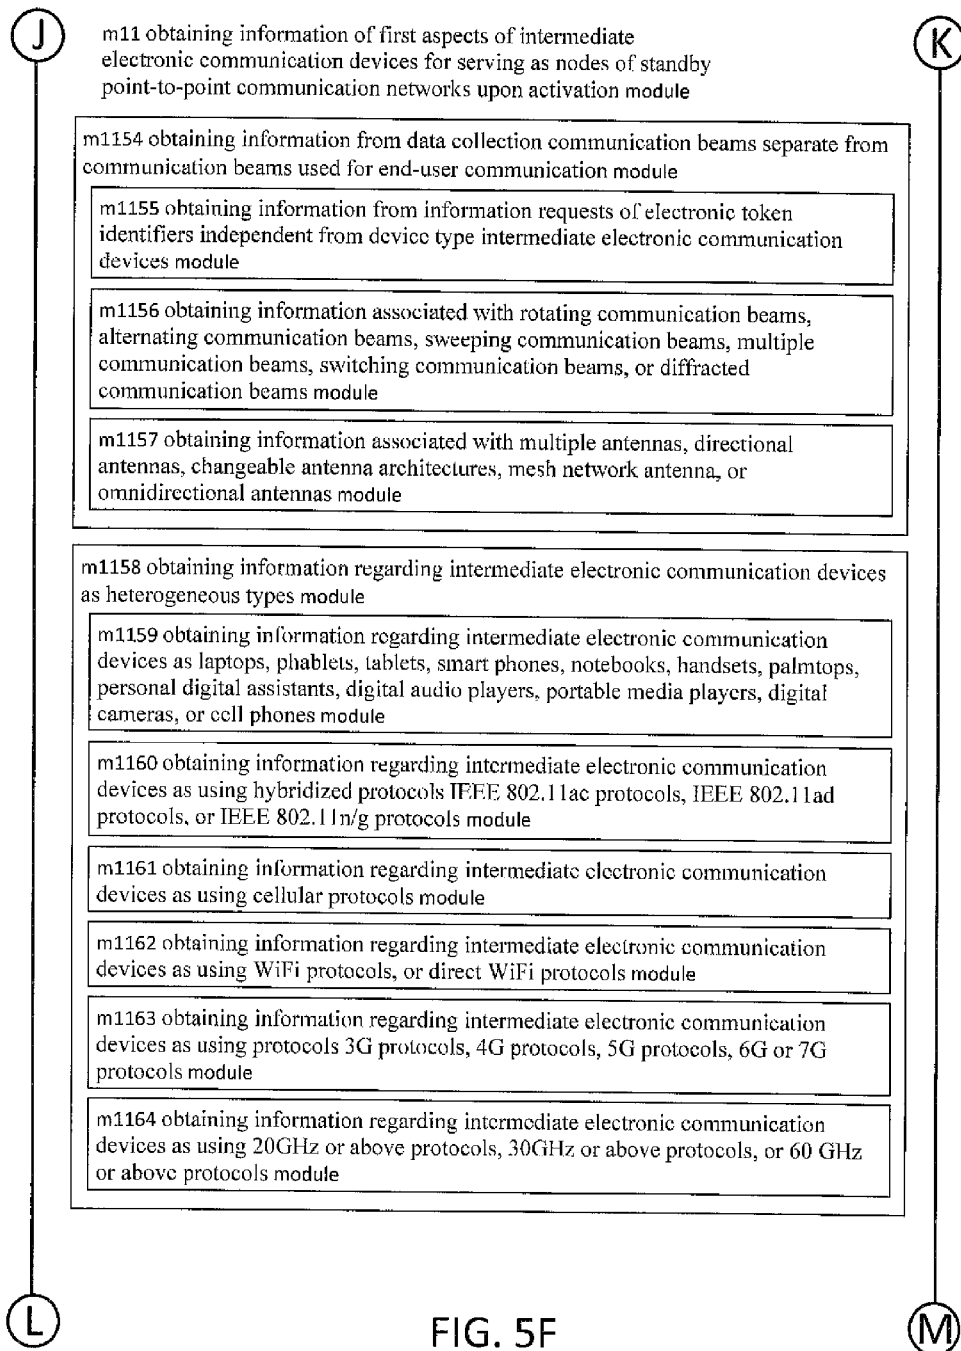 J
K
m11 obtaining information of first aspects of intermediate
electronic communication devices for serving as nodes of standby
point-to-point communication networks upon activation module
m1154 obtaining information from data collection communication beams separate from
communication beams used for end-user communication module
m1155 obtaining information from information requests of electronic token
identifiers independent from device type intermediate electronic communication
devices module
m1156 obtaining information associated with rotating communication beams,
alternating communication beams, sweeping communication beams, multiple
communication beams, switching communication beams, or diffracted
communication beams module
m1157 obtaining information associated with multiple antennas, directional
antennas, changeable antenna architectures, mesh network antenna, or
omnidirectional antennas module
m1158 obtaining information regarding intermediate electronic communication devices
as heterogeneous types module
m1159 obtaining information regarding intermediate electronic communication
devices as laptops, phablets, tablets, smart phones, notebooks, handsets, palmtops,
personal digital assistants, digital audio players, portable media players, digital
cameras, or cell phones module
m1160 obtaining information regarding intermediate electronic communication
devices as using hybridized protocols IEEE 802.11ac protocols, IEEE 802.11ad
protocols, or IEEE 802.11n/g protocols module
m1161 obtaining information regarding intermediate electronic communication
devices as using cellular protocols module
m1162 obtaining information regarding intermediate electronic communication
devices as using WiFi protocols, or direct WiFi protocols module
m1163 obtaining information regarding intermediate electronic communication
devices as using protocols 3G protocols, 4G protocols, 5G protocols, 6G or 7G
protocols module
m1164 obtaining information regarding intermediate electronic communication
devices as using 20GHz or above protocols, 30GHz or above protocols, or 60 GHz
or above protocols module
L
FIG. 5F
M